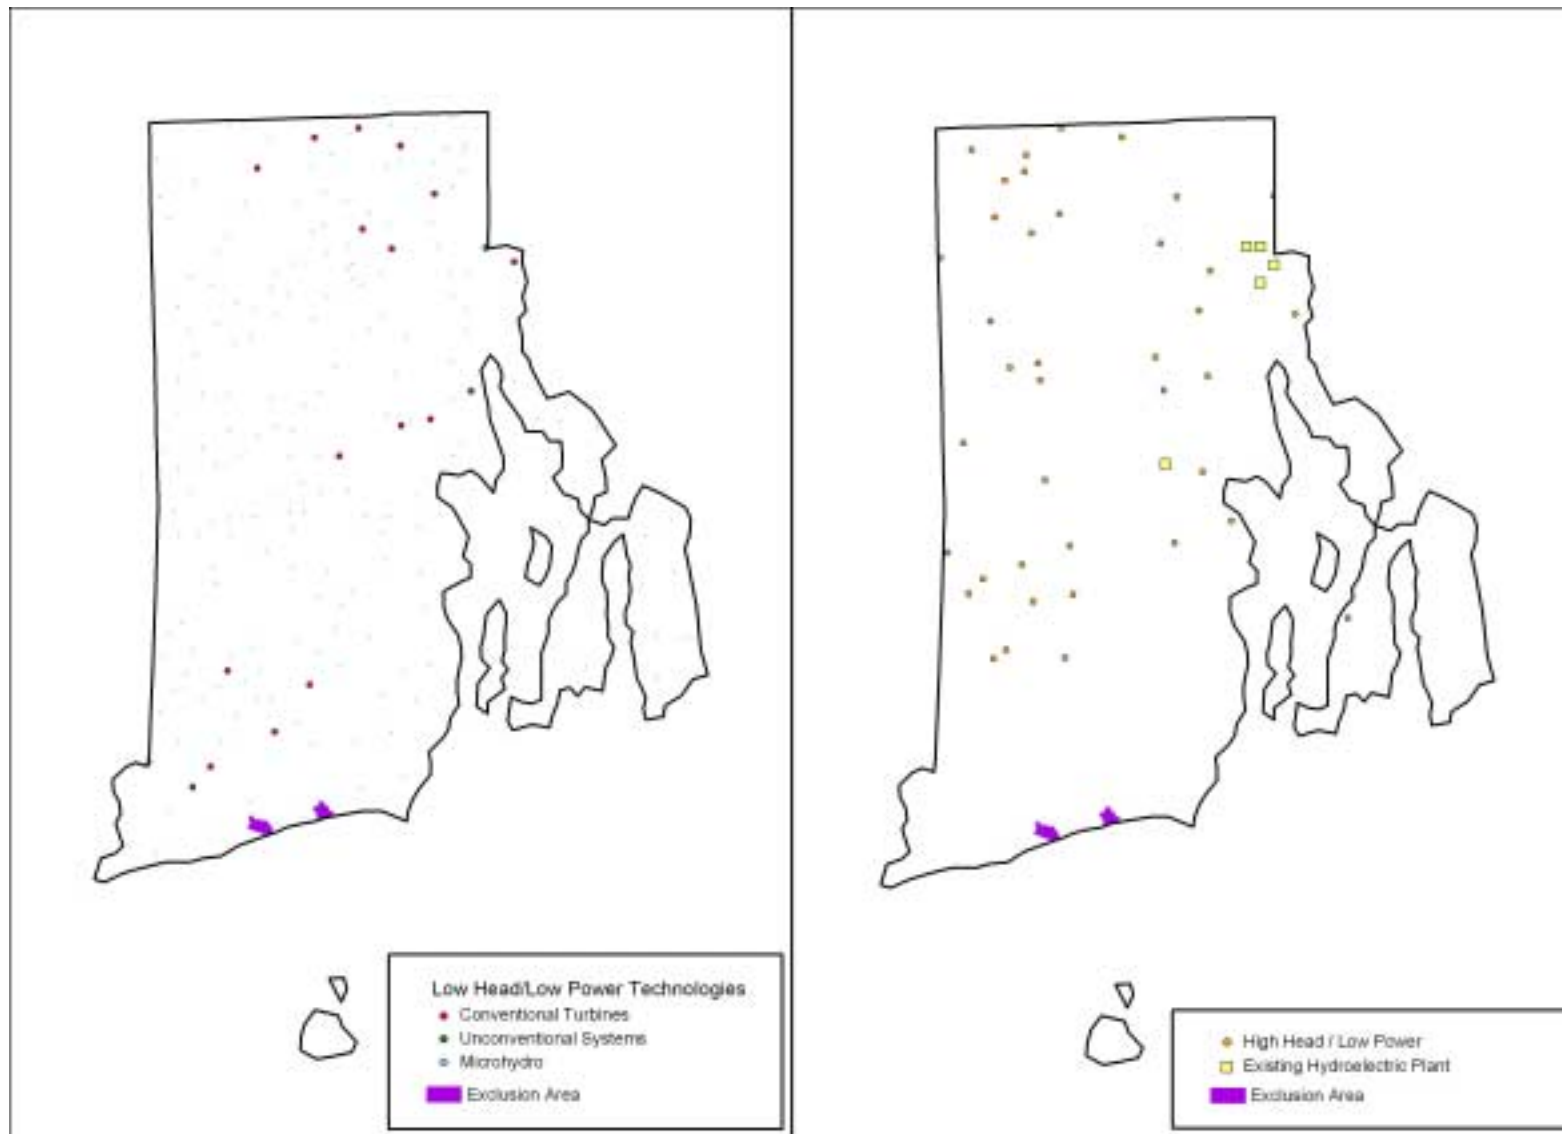 Low Head/Low Power Technologies
Conventional Turbines
Unconventional Systems
Microhydro
Exclusion Area
High Head / Low Power
Existing Hydroelectric Plant
Exclusion Area